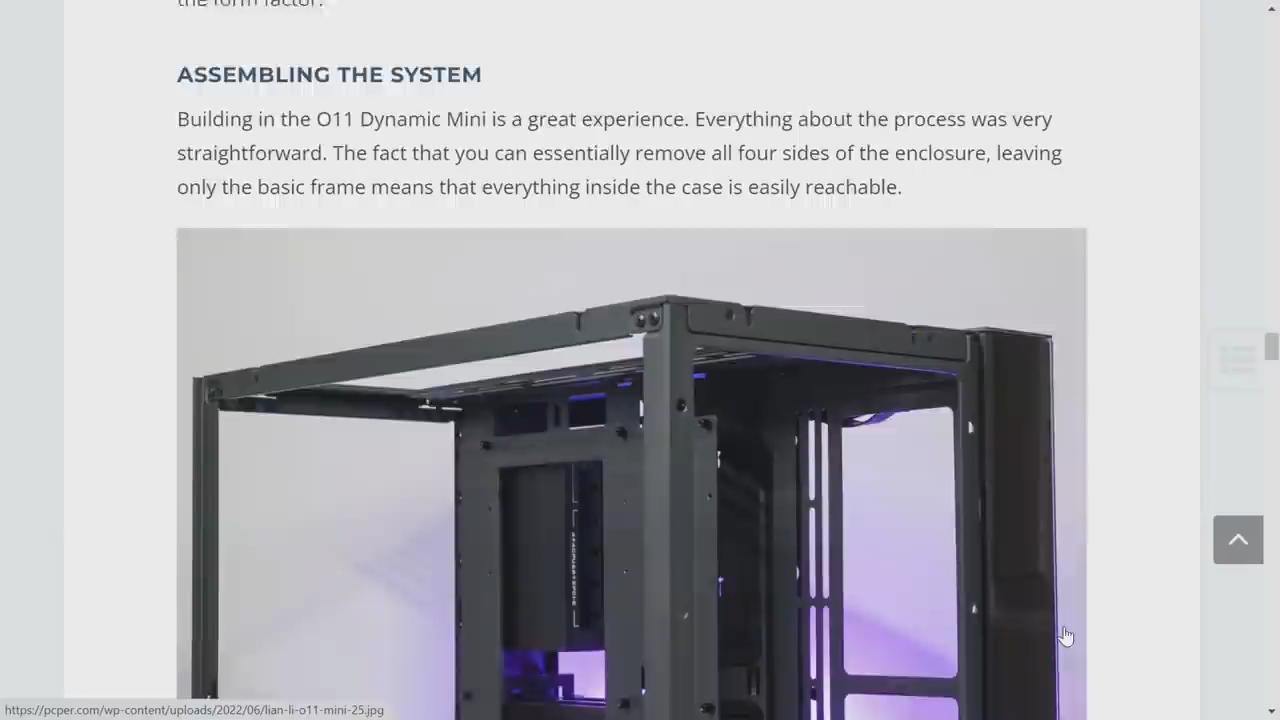 the form factor.
ASSEMBLING THE SYSTEM
Building in the O11 Dynamic Mini is a great experience. Everything about the process was very
straightforward. The fact that you can essentially remove all four sides of the enclosure, leaving
only the basic frame means that everything inside the case is easily reachable.
https://pcper.com/wp-content/uploads/2022/06/lian-li-o11-mini-25.jpg